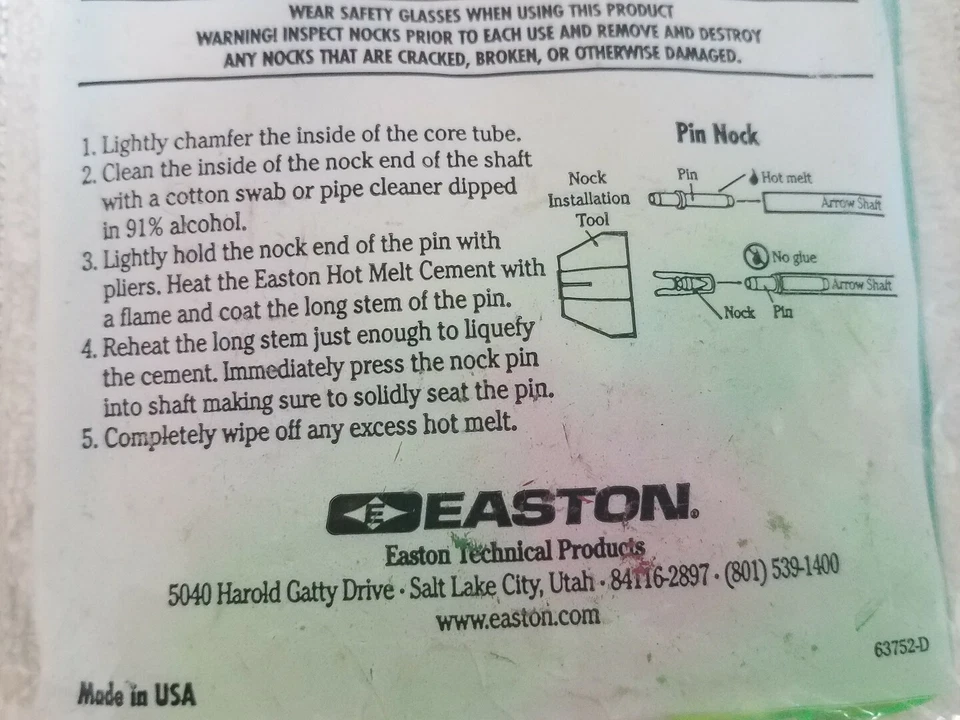 WEAR SAFETY GLASSES WHEN USING THIS PRODUCT
WARNING! INSPECT NOCKS PRIOR TO EACH USE AND REMOVE AND DESTROY
ANY NOCKS THAT ARE CRACKED, BROKEN, OR OTHERWISE DAMAGED.
1. Lightly chamfer the inside of the core tube.
2. Clean the inside of the nock end of the shaft
with a cotton swab or pipe cleaner dipped
in 91% alcohol.
3. Lightly hold the nock end of the pin with
pliers. Heat the Easton Hot Melt Cement with
a flame and coat the long stem of the pin.
4. Reheat the long stem just enough to liquefy
the cement. Immediately press the nock pin
into shaft making sure to solidly seat the pin.
5. Completely wipe off any excess hot melt.
Pin Nock
Nock
Installation
Tool
Pin
Hot melt
Arrow Shaft
No glue
Arrow Shaft
Nock
Pin
E EASTON®
Easton Technical Products
5040 Harold Gatty Drive · Salt Lake City, Utah · 84116-2897 · (801) 539-1400
www.easton.com
63752-D
Made in USA